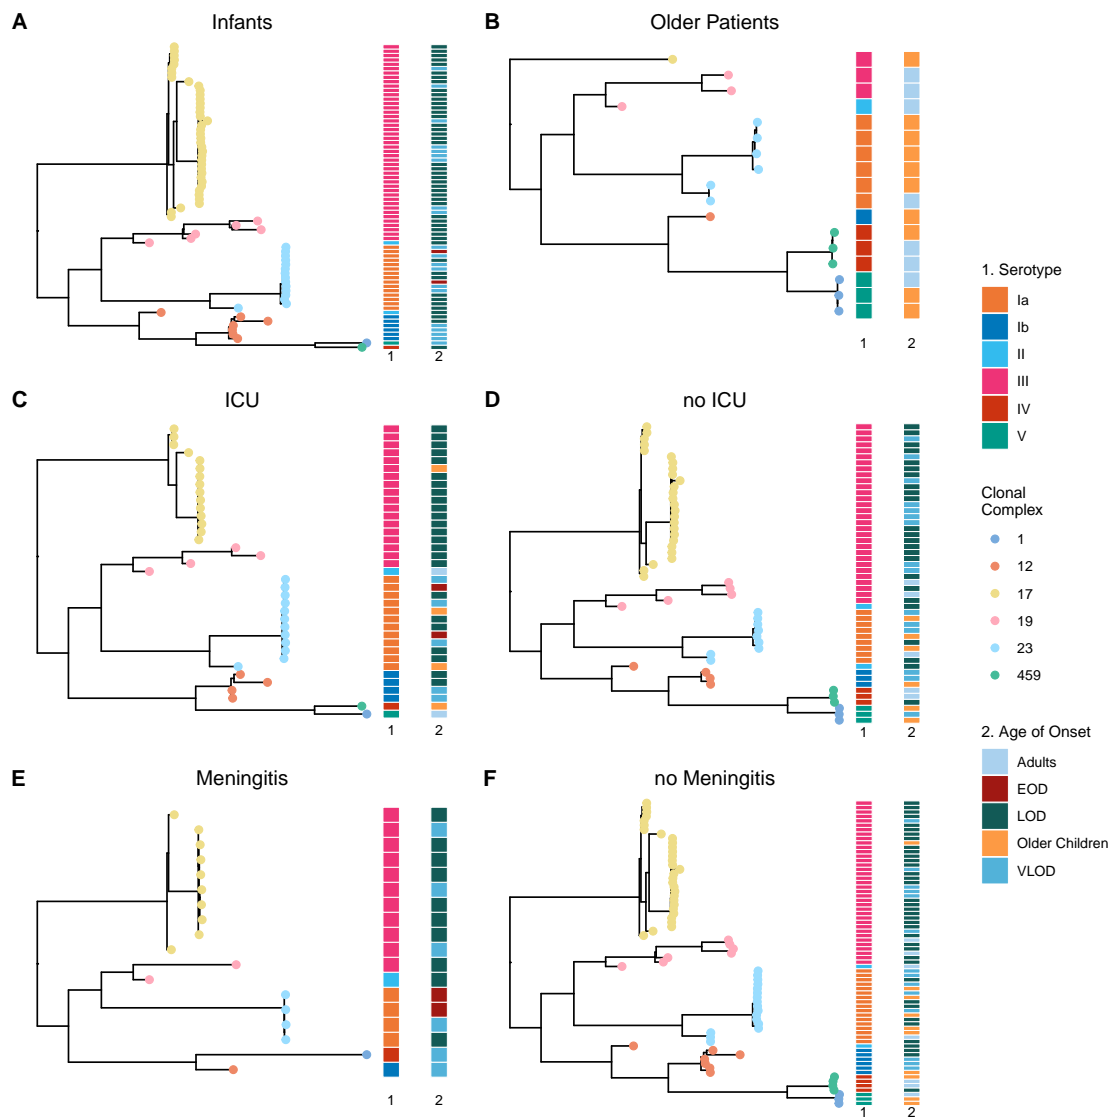 A Infants
B Older Patients
1 2
1 2
C ICU
D no ICU
1 2
1 2
E Meningitis
F no Meningitis
1 2
1 2
1. Serotype
Ia
Ib
II
III
IV
V
Clonal
Complex
1
12
17
19
23
459
2. Age of Onset
Adults
EOD
LOD
Older Children
VLOD